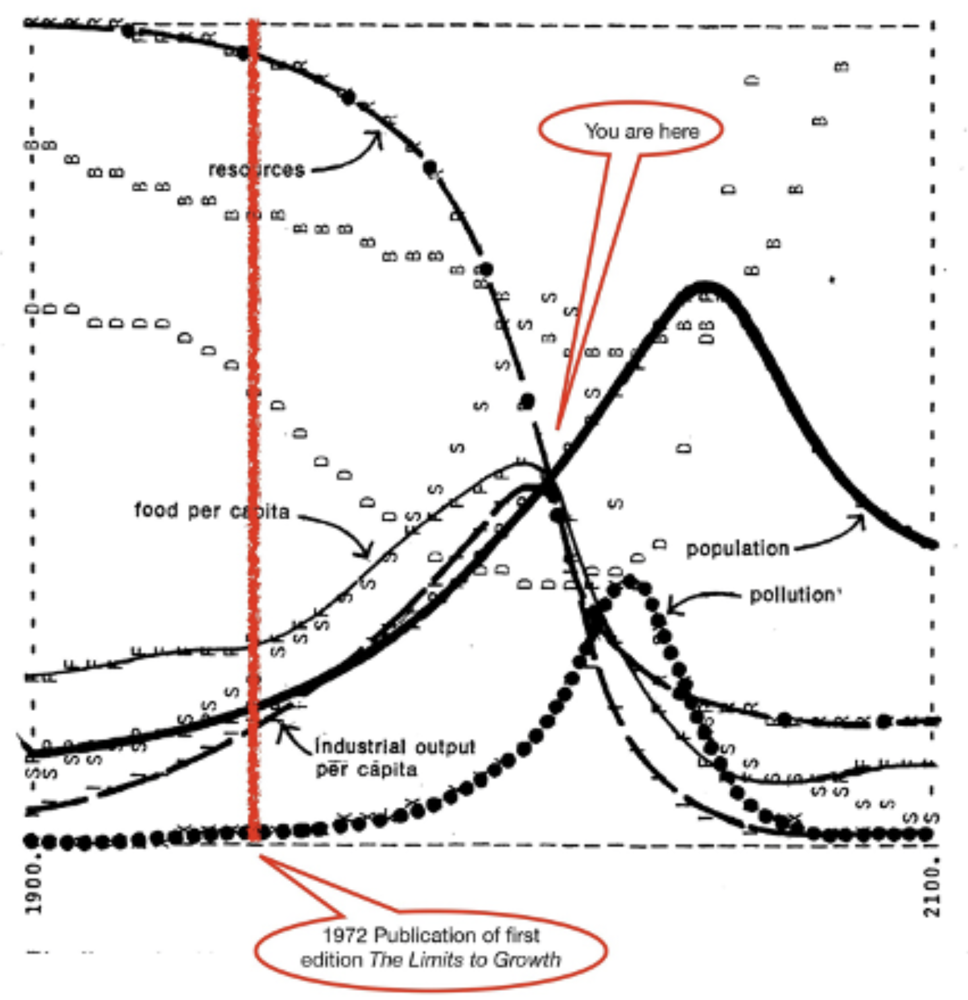 You are here
resources
food per capita
population
pollution
industrial output
per capita
1900.
2100.
1972 Publication of first
edition The Limits to Growth